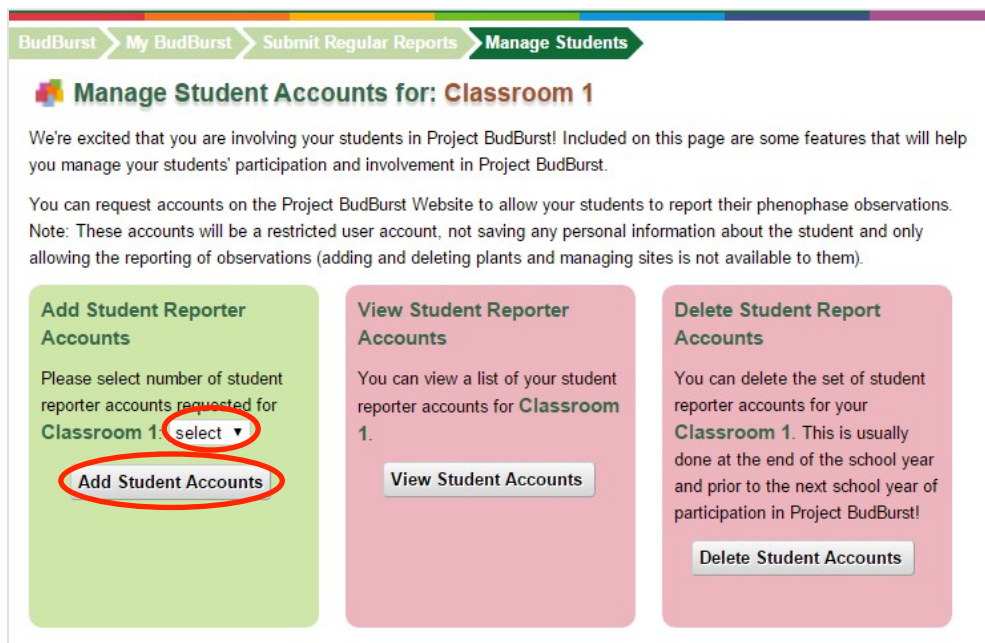 BudBurst My BudBurst Submit Regular Reports Manage Students
Manage Student Accounts for: Classroom 1
We're excited that you are involving your students in Project BudBurst! Included on this page are some features that will help
you manage your students' participation and involvement in Project BudBurst.
You can request accounts on the Project BudBurst Website to allow your students to report their phenophase observations.
Note: These accounts will be a restricted user account, not saving any personal information about the student and only
allowing the reporting of observations (adding and deleting plants and managing sites is not available to them).
Add Student Reporter
Accounts
Please select number of student
reporter accounts requested for
Classroom 1: select
Add Student Accounts
View Student Reporter
Accounts
You can view a list of your student
reporter accounts for Classroom
1.
View Student Accounts
Delete Student Report
Accounts
You can delete the set of student
reporter accounts for your
Classroom 1. This is usually
done at the end of the school year
and prior to the next school year of
participation in Project BudBurst!
Delete Student Accounts